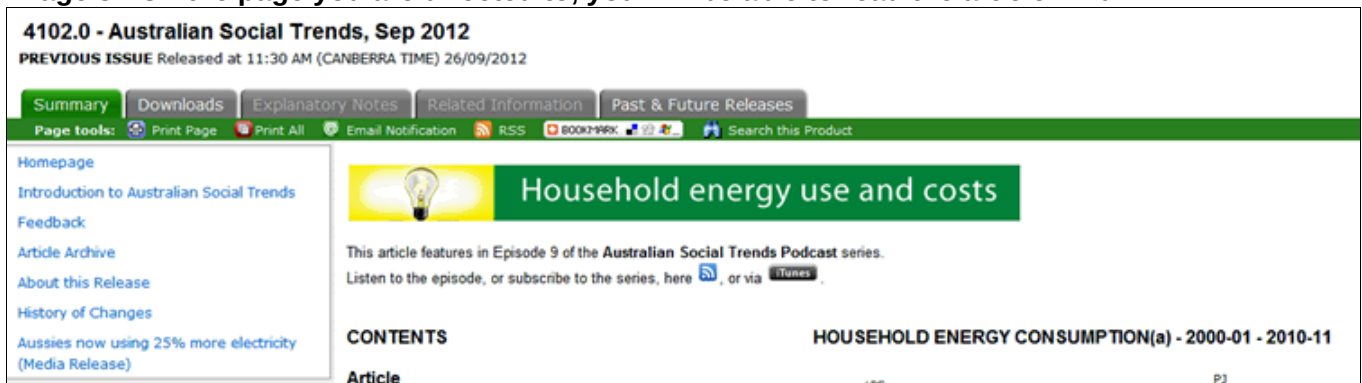 4102.0 - Australian Social Trends, Sep 2012
PREVIOUS ISSUE Released at 11:30 AM (CANBERRA TIME) 26/09/2012
Summary Downloads Explanatory Notes Related Information Past & Future Releases
Page tools: Print Page Print All Email Notification RSS BOOKMARK Search this Product
Homepage
Introduction to Australian Social Trends
Feedback
Article Archive
About this Release
History of Changes
Aussies now using 25% more electricity
(Media Release)
Household energy use and costs
This article features in Episode 9 of the Australian Social Trends Podcast series.
Listen to the episode, or subscribe to the series, here , or via iTunes .
CONTENTS
HOUSEHOLD ENERGY CONSUMPTION(a) - 2000-01 - 2010-11
Article
PJ